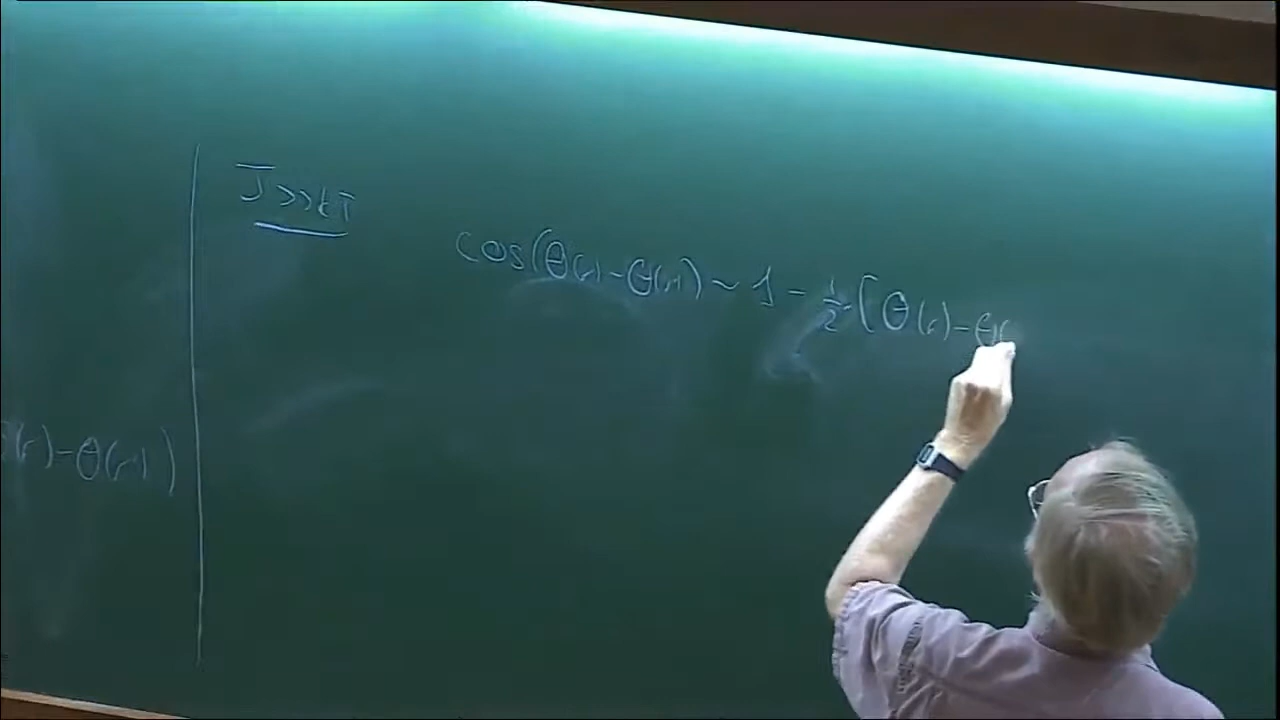 J >> kT
cos(θ(r) - θ(r')) ~ 1 - 1/2 (θ(r) - θ(
θ(r) - θ(r'))